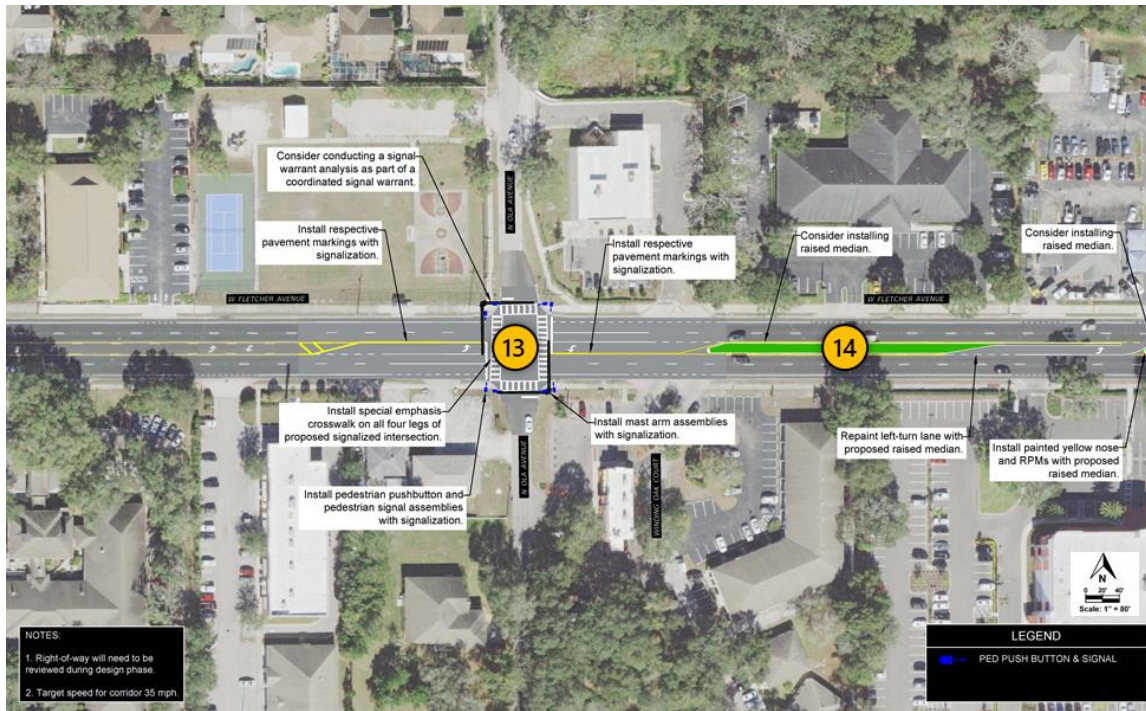 Consider conducting a signal
warrant analysis as part of a
coordinated signal warrant.
N OLA AVENUE
Install respective
pavement markings with
signalization.
Install respective
pavement markings with
signalization.
Consider installing
raised median.
Consider installing
raised median.
W FLETCHER AVENUE
W FLETCHER AVENUE
13
14
Install special emphasis
crosswalk on all four legs of
proposed signalized intersection.
Install mast arm assemblies
with signalization.
Repaint left-turn lane with
proposed raised median.
Install painted yellow nose
and RPMs with proposed
raised median.
N OLA AVENUE
WINDING OAK COURT
Install pedestrian pushbutton and
pedestrian signal assemblies
with signalization.
N
0 20' 40'
Scale: 1" = 80'
NOTES:
1. Right-of-way will need to be
reviewed during design phase.
2. Target speed for corridor 35 mph.
LEGEND
PED PUSH BUTTON & SIGNAL